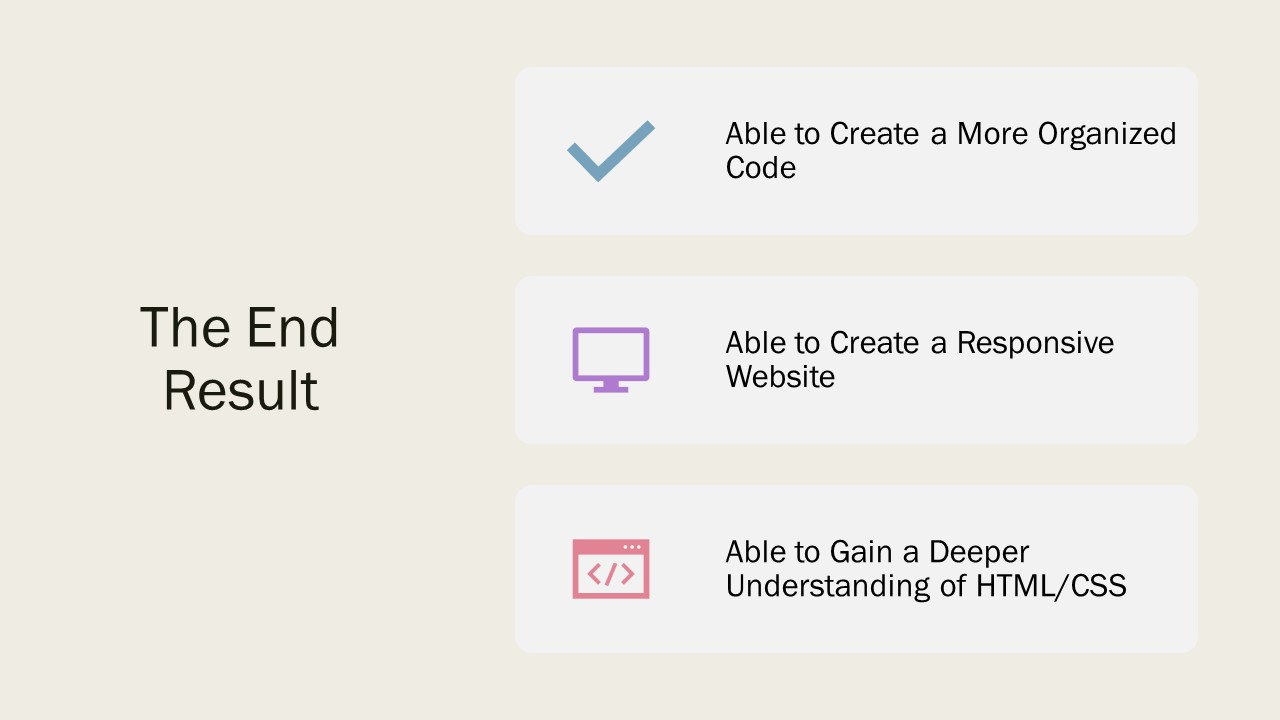 The End
Result
Able to Create a More Organized
Code
Able to Create a Responsive
Website
Able to Gain a Deeper
Understanding of HTML/CSS